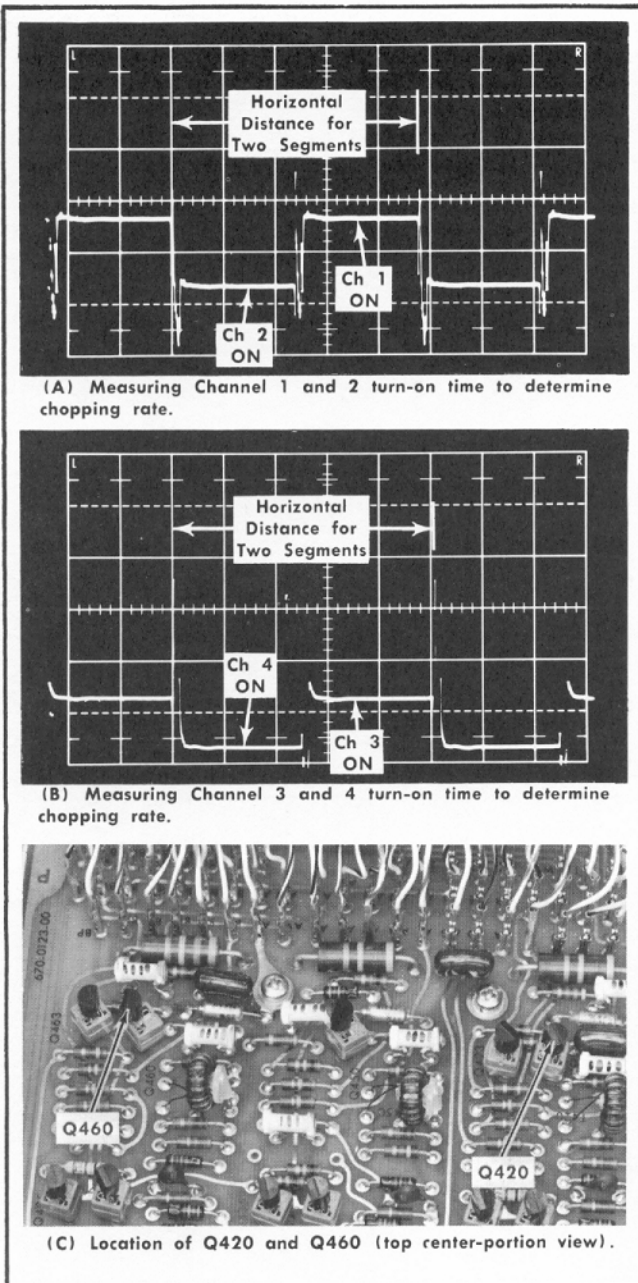 L
R
Horizontal
Distance for
Two Segments
Ch 1
ON
Ch 2
ON
(A) Measuring Channel 1 and 2 turn-on time to determine
chopping rate.
L
R
Horizontal
Distance for
Two Segments
Ch 4
ON
Ch 3
ON
(B) Measuring Channel 3 and 4 turn-on time to determine
chopping rate.
670-0123.00
BP
Q463
Q460
Q460
Q420
(C) Location of Q420 and Q460 (top center-portion view).